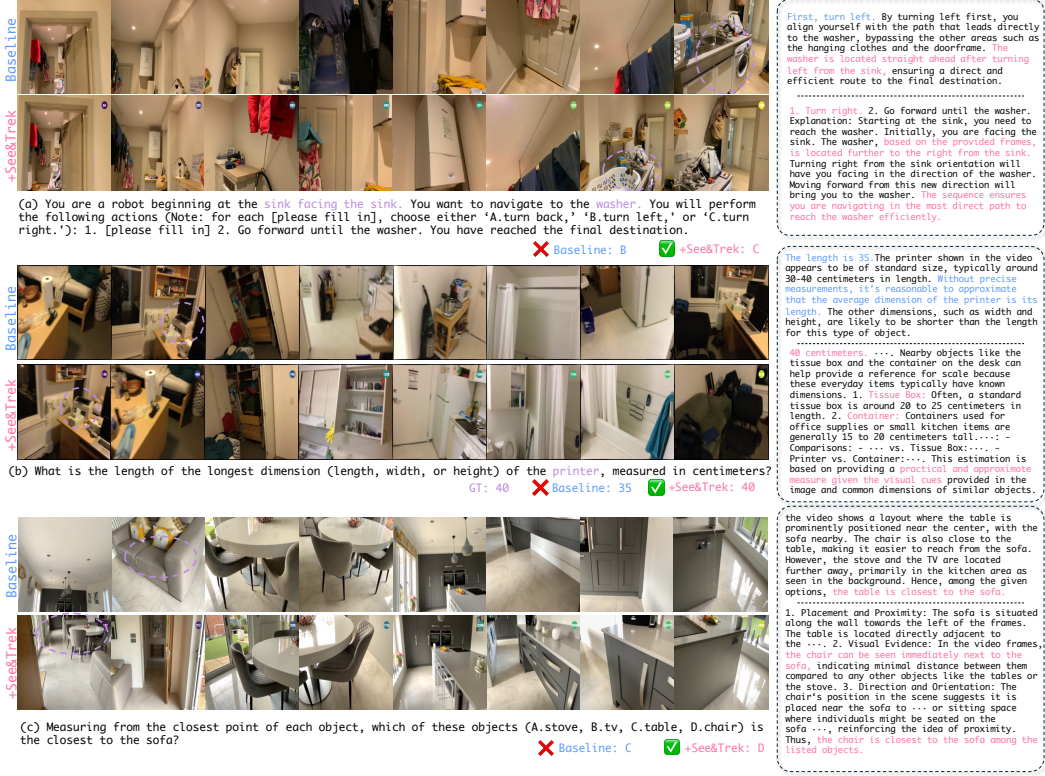 Baseline
First, turn left. By turning left first, you
align yourself with the path that leads directly
to the washer, bypassing the other areas such as
the hanging clothes and the doorframe. The
washer is located straight ahead after turning
left from the sink, ensuring a direct and
efficient route to the final destination.
+See&Trek
1. Turn right. 2. Go forward until the washer.
Explanation: Starting at the sink, you need to
reach the washer. Initially, you are facing the
sink. The washer, based on the provided frames,
is located further to the right from the sink.
Turning right from the sink orientation will
have you facing in the direction of the washer.
Moving forward from this new direction will
bring you to the washer. The sequence ensures
you are navigating in the most direct path to
reach the washer efficiently.
(a) You are a robot beginning at the sink facing the sink. You want to navigate to the washer. You will perform
the following actions (Note: for each [please fill in], choose either ‘A.turn back,’ ‘B.turn left,’ or ‘C.turn
right.'): 1. [please fill in] 2. Go forward until the washer. You have reached the final destination.
Baseline: B
+See&Trek: C
Baseline
The length is 35.The printer shown in the video
appears to be of standard size, typically around
30-40 centimeters in length. Without precise
measurements, it's reasonable to approximate
that the average dimension of the printer is its
length. The other dimensions, such as width and
height, are likely to be shorter than the length
for this type of object.
+See&Trek
40 centimeters. ···. Nearby objects like the
tissue box and the container on the desk can
help provide a reference for scale because
these everyday items typically have known
dimensions. 1. Tissue Box: Often, a standard
tissue box is around 20 to 25 centimeters in
length. 2. Container: Containers used for
office supplies or small kitchen items are
generally 15 to 20 centimeters tall.···: -
Comparisons: - ··· vs. Tissue Box:···. -
Printer vs. Container:···. This estimation is
based on providing a practical and approximate
measure given the visual cues provided in the
image and common dimensions of similar objects.
(b) What is the length of the longest dimension (length, width, or height) of the printer, measured in centimeters?
GT: 40
Baseline: 35
+See&Trek: 40
Baseline
the video shows a layout where the table is
prominently positioned near the center, with the
sofa nearby. The chair is also close to the
table, making it easier to reach from the sofa.
However, the stove and the TV are located
further away, primarily in the kitchen area as
seen in the background. Hence, among the given
options, the table is closest to the sofa.
+See&Trek
1. Placement and Proximity: The sofa is situated
along the wall towards the left of the frames.
The table is located directly adjacent to
the ···. 2. Visual Evidence: In the video frames,
the chair can be seen immediately next to the
sofa, indicating minimal distance between them
compared to any other objects like the tables or
the stove. 3. Direction and Orientation: The
chair's position in the scene suggests it is
placed near the sofa to ··· or sitting space
where individuals might be seated on the
sofa ···, reinforcing the idea of proximity.
Thus, the chair is closest to the sofa among the
listed objects.
(c) Measuring from the closest point of each object, which of these objects (A.stove, B.tv, C.table, D.chair) is
the closest to the sofa?
Baseline: C
+See&Trek: D